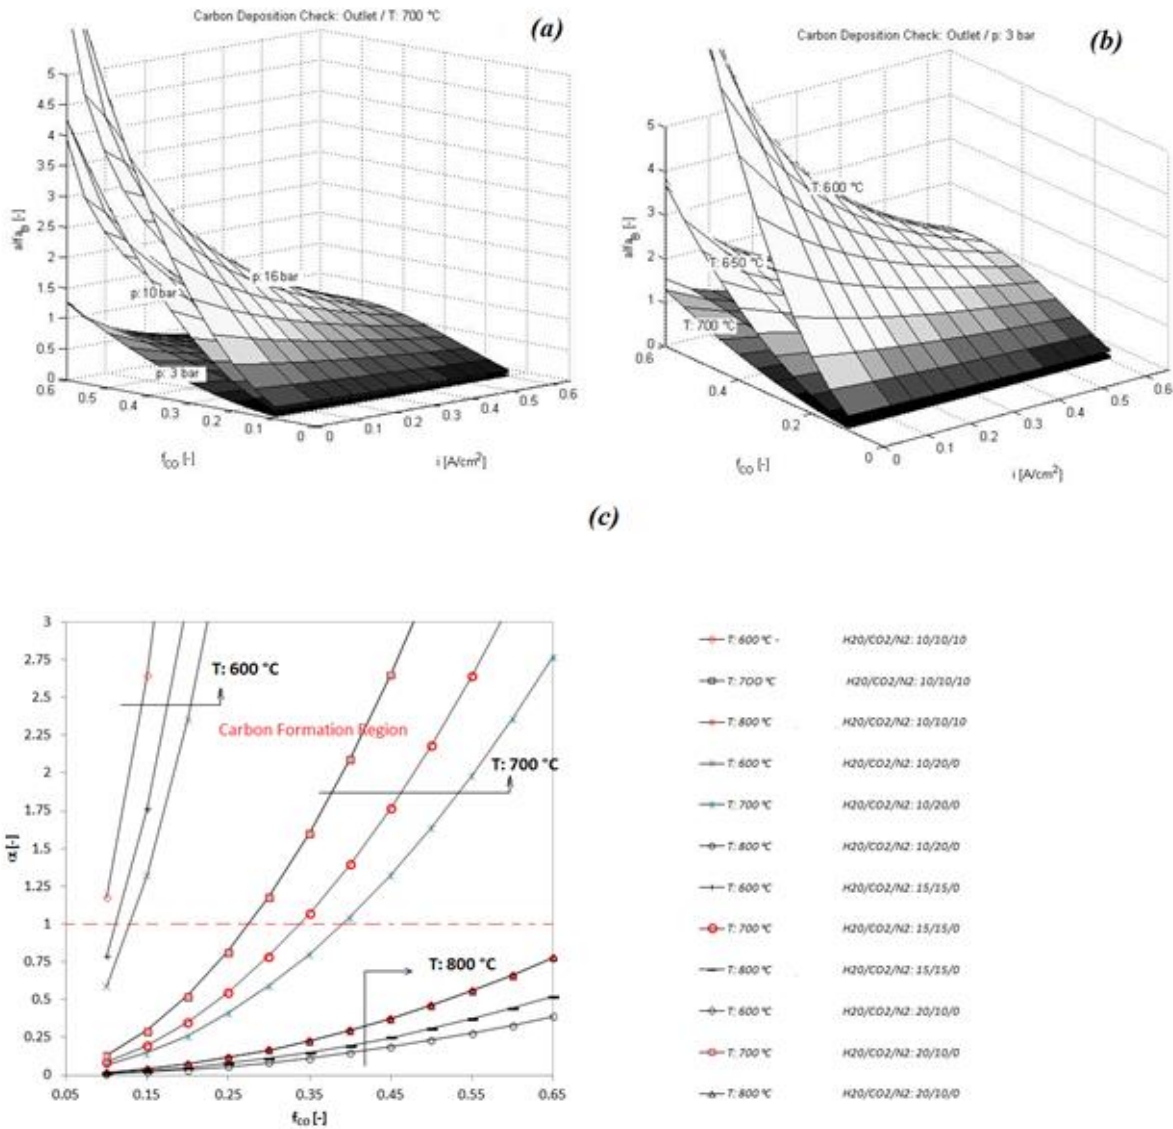 Carbon Deposition Check: Outlet / T: 700 °C
(a)
5
4.5
4
3.5
3
2.5
2
1.5
1
0.5
0
alfa_B [-]
p: 16 bar
p: 10 bar
p: 3 bar
0.6
0.5
0.4
0.3
0.2
0.1
0
f_CO [-]
0
0.1
0.2
0.3
0.4
0.5
0.6
i [A/cm²]
Carbon Deposition Check: Outlet / p: 3 bar
(b)
5
4
3
2
1
0
alfa_B [-]
T: 600 °C
T: 650 °C
T: 700 °C
0.6
0.4
0.2
0
f_CO [-]
0
0.1
0.2
0.3
0.4
0.5
0.6
i [A/cm²]
(c)
3
2.75
2.5
2.25
2
1.75
1.5
1.25
1
0.75
0.5
0.25
0
α [-]
T: 600 °C
Carbon Formation Region
T: 700 °C
T: 800 °C
0.05 0.15 0.25 0.35 0.45 0.55 0.65
f_CO [-]
T: 600 °C - H2O/CO2/N2: 10/10/10
T: 700 °C H2O/CO2/N2: 10/10/10
T: 800 °C H2O/CO2/N2: 10/10/10
T: 600 °C H2O/CO2/N2: 10/20/0
T: 700 °C H2O/CO2/N2: 10/20/0
T: 800 °C H2O/CO2/N2: 10/20/0
T: 600 °C H2O/CO2/N2: 15/15/0
T: 700 °C H2O/CO2/N2: 15/15/0
T: 800 °C H2O/CO2/N2: 15/15/0
T: 600 °C H2O/CO2/N2: 20/10/0
T: 700 °C H2O/CO2/N2: 20/10/0
T: 800 °C H2O/CO2/N2: 20/10/0